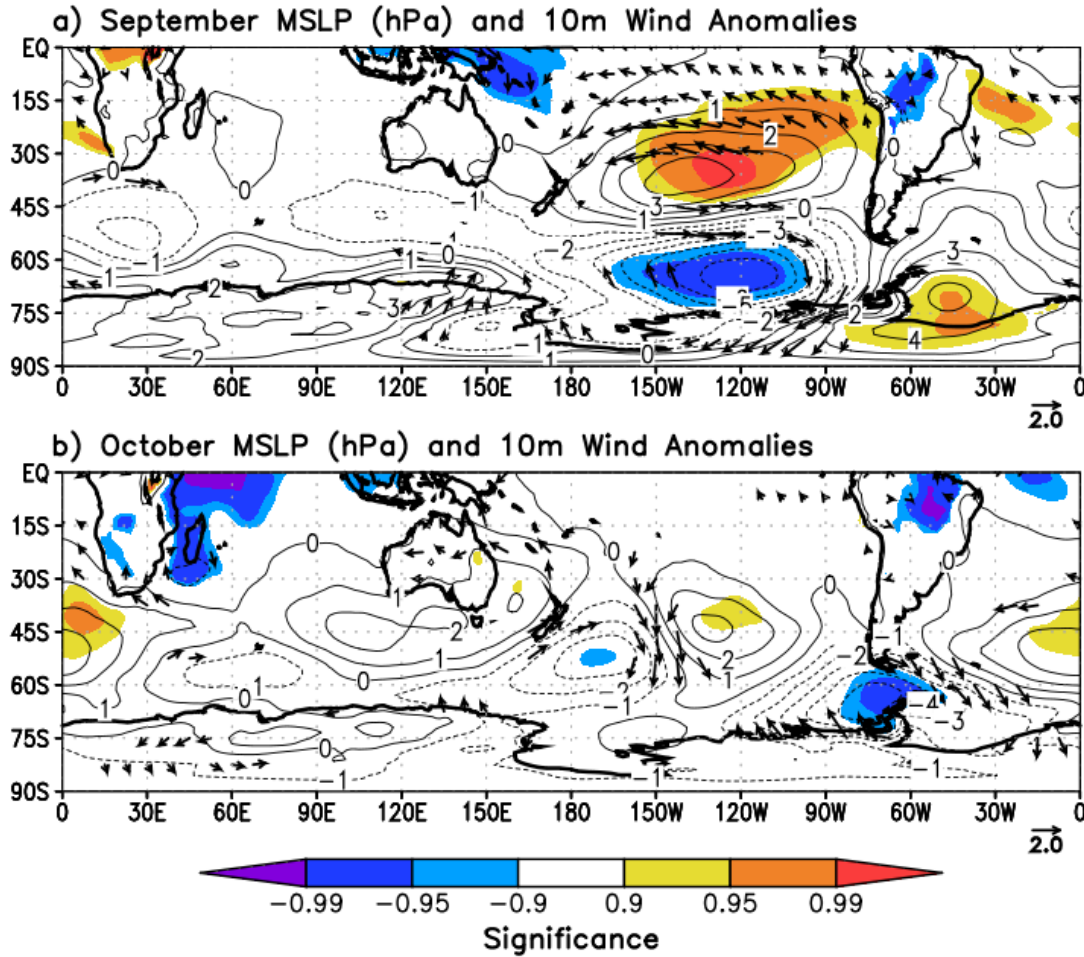 a) September MSLP (hPa) and 10m Wind Anomalies
EQ
15S
30S
45S
60S
75S
90S
0 30E 60E 90E 120E 150E 180 150W 120W 90W 60W 30W 0
2.0
b) October MSLP (hPa) and 10m Wind Anomalies
EQ
15S
30S
45S
60S
75S
90S
0 30E 60E 90E 120E 150E 180 150W 120W 90W 60W 30W 0
2.0
-0.99 -0.95 -0.9 0.9 0.95 0.99
Significance